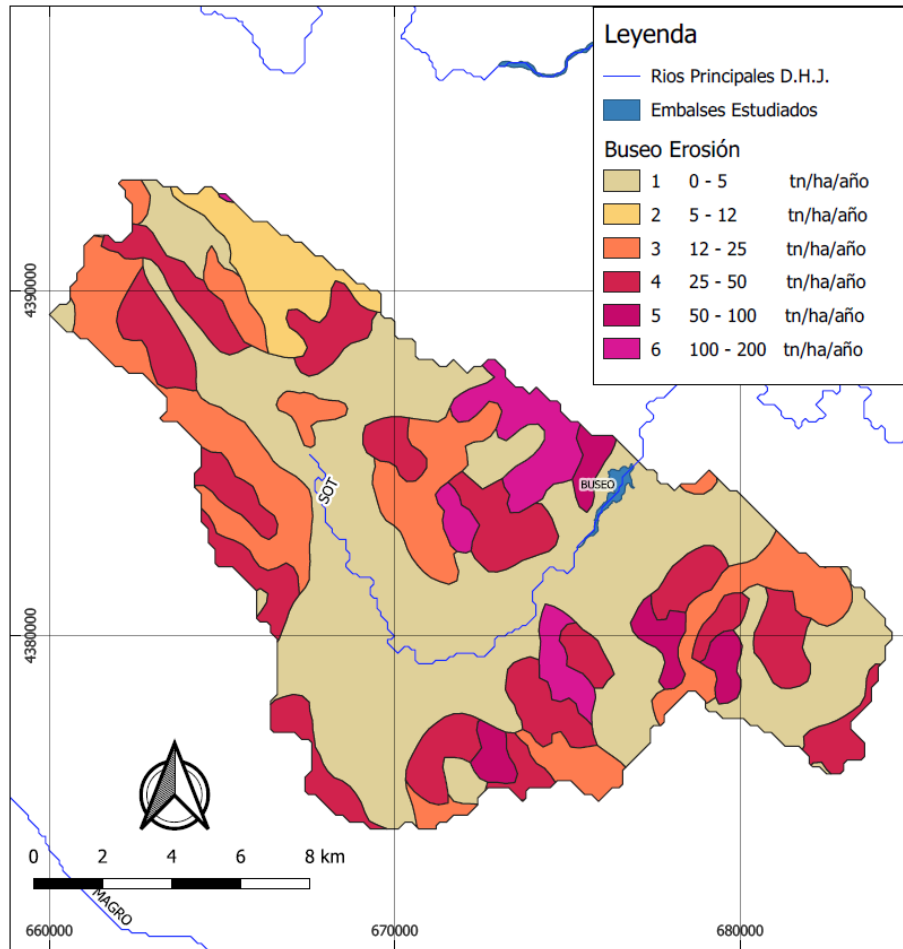 Leyenda
Rios Principales D.H.J.
Embalses Estudiados
Buseo Erosión
1 0 - 5 tn/ha/año
2 5 - 12 tn/ha/año
3 12 - 25 tn/ha/año
4 25 - 50 tn/ha/año
5 50 - 100 tn/ha/año
6 100 - 200 tn/ha/año
4390000
SOT
BUSEO
4380000
0 2 4 6 8 km
MAGRO
660000 670000 680000